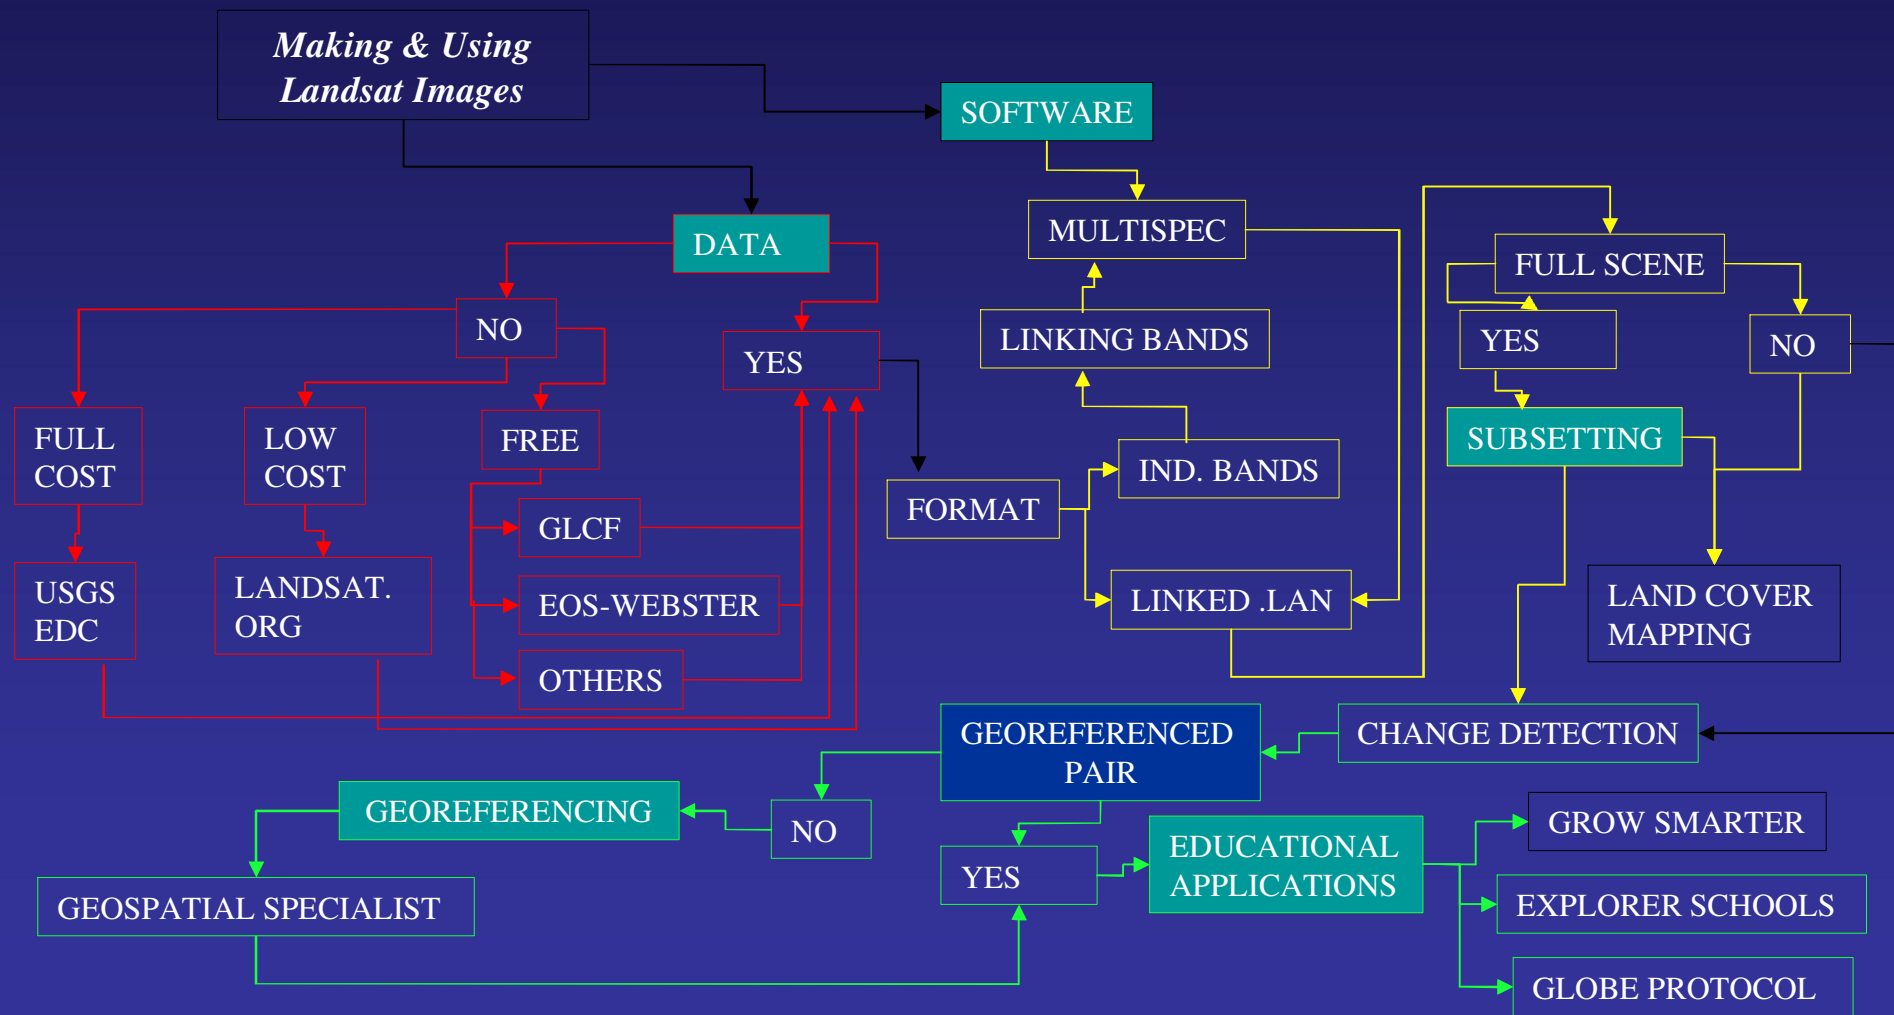 Making & Using
Landsat Images
SOFTWARE
DATA
MULTISPEC
FULL SCENE
NO
YES
LINKING BANDS
YES
NO
FULL
COST
LOW
COST
FREE
SUBSETTING
IND. BANDS
FORMAT
GLCF
USGS
EDC
LANDSAT.
ORG
EOS-WEBSTER
LINKED .LAN
LAND COVER
MAPPING
OTHERS
GEOREFERENCED
PAIR
CHANGE DETECTION
GEOREFERENCING
NO
YES
EDUCATIONAL
APPLICATIONS
GROW SMARTER
GEOSPATIAL SPECIALIST
EXPLORER SCHOOLS
GLOBE PROTOCOL